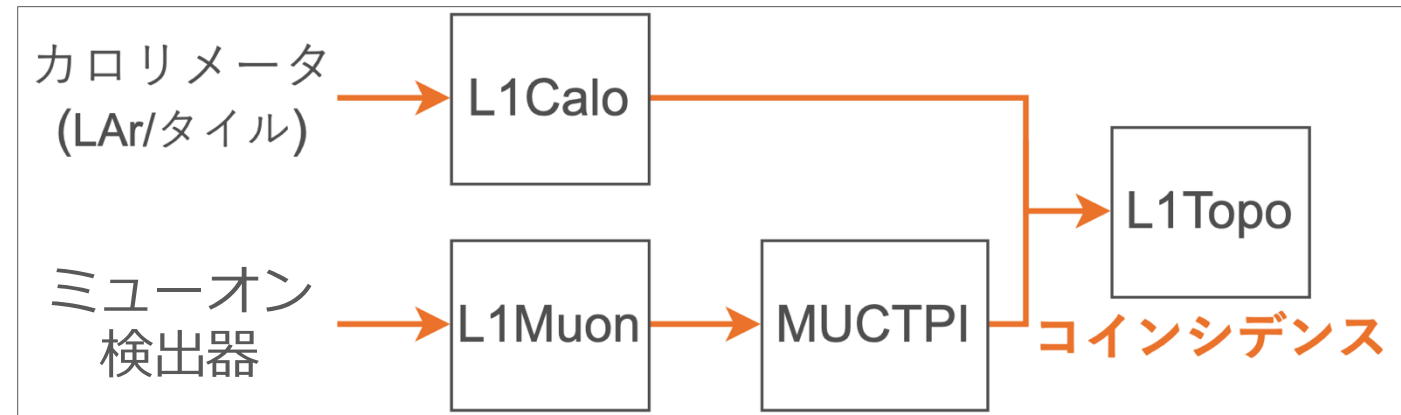 カロリメータ
(LAr/タイル)
L1Calo
L1Topo
ミューオン
検出器
L1Muon
MUCTPI
コインシデンス